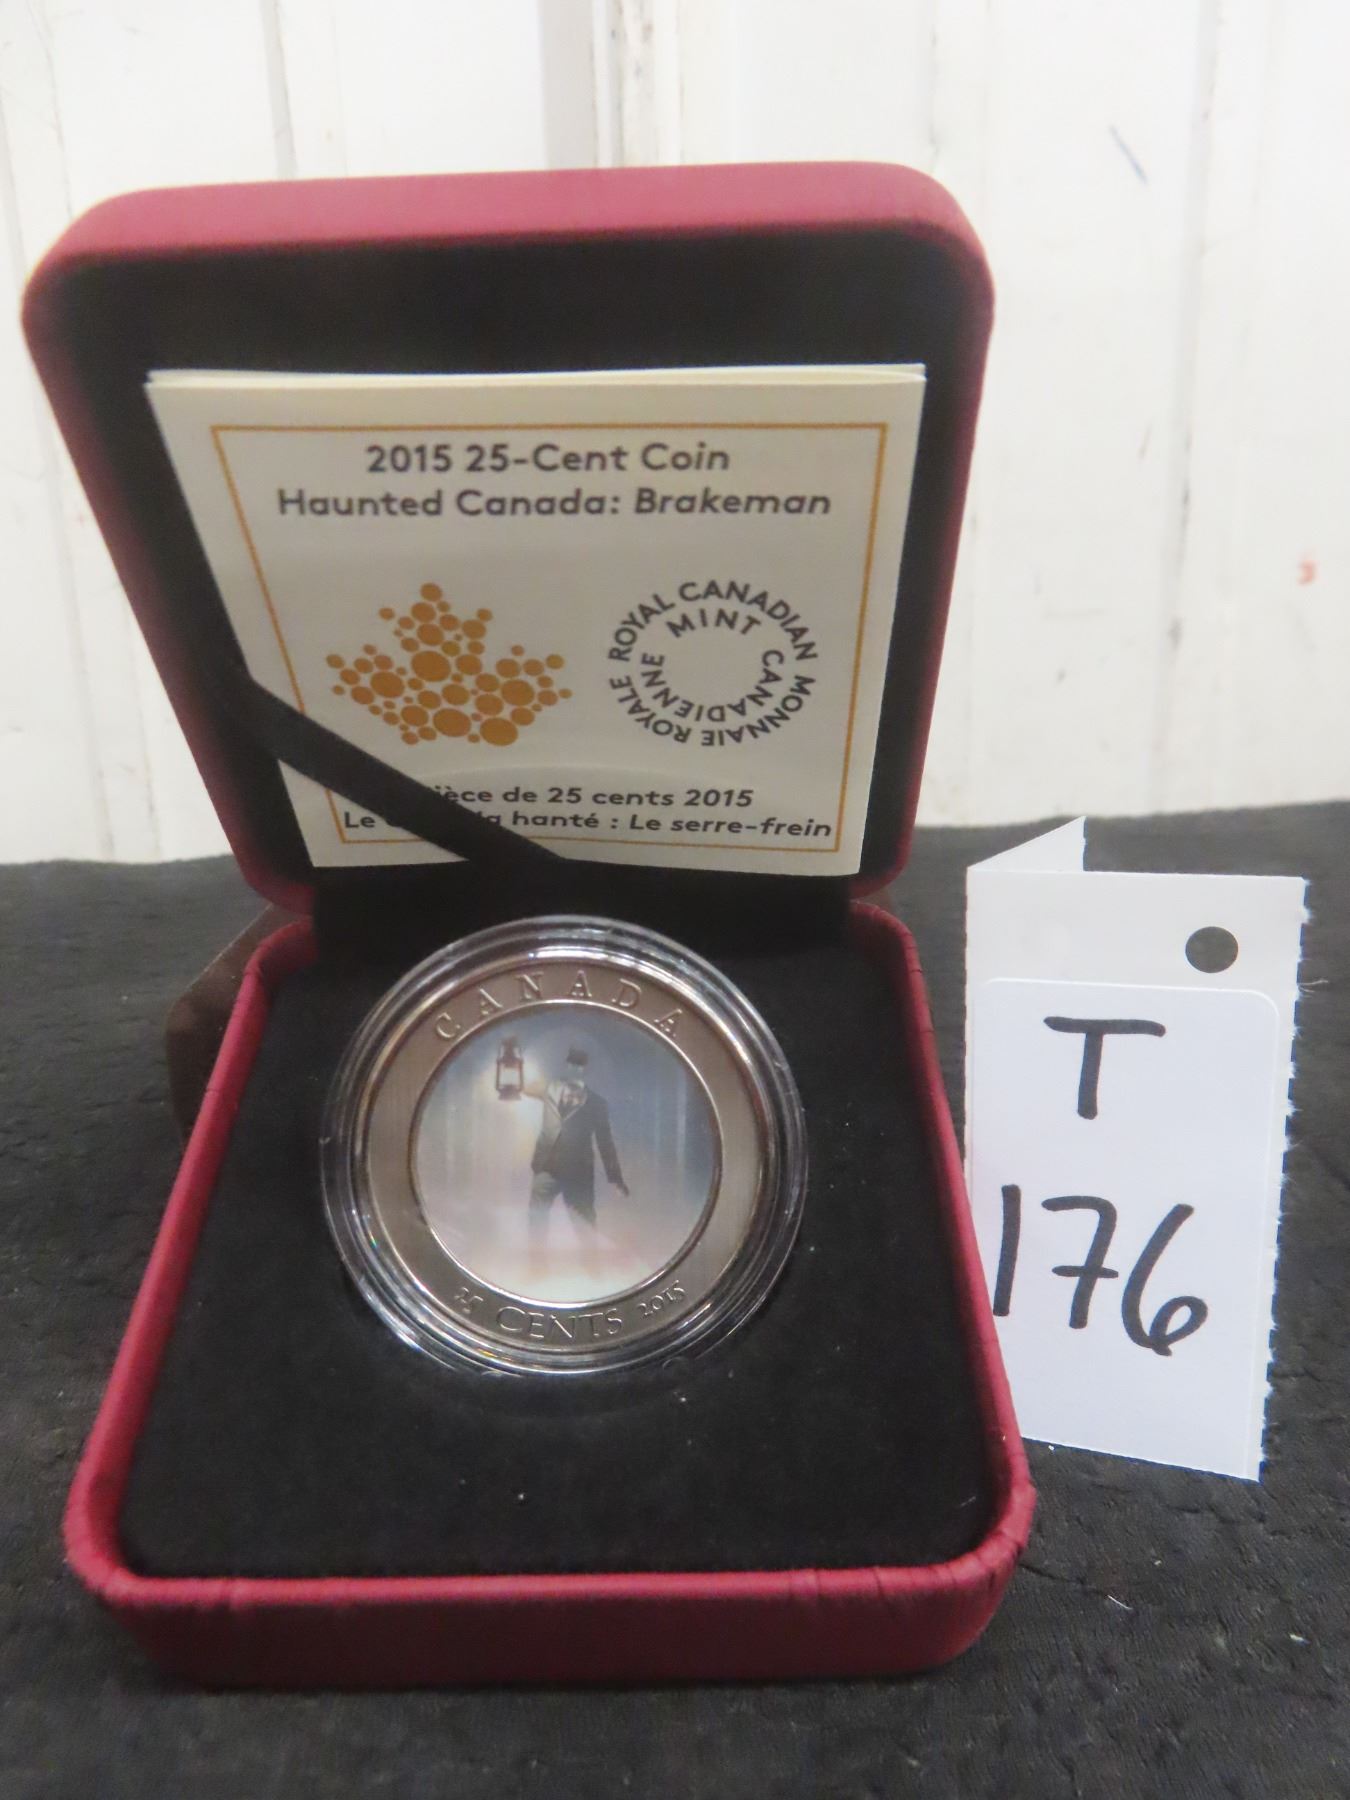 2015 25-Cent Coin
Haunted Canada: Brakeman
ROYAL CANADIAN MINT
MONNAIE ROYALE CANADIENNE
de 25 cents 2015
Le hanté : Le serre-frein
CANADA
25 CENTS 2015
T
176